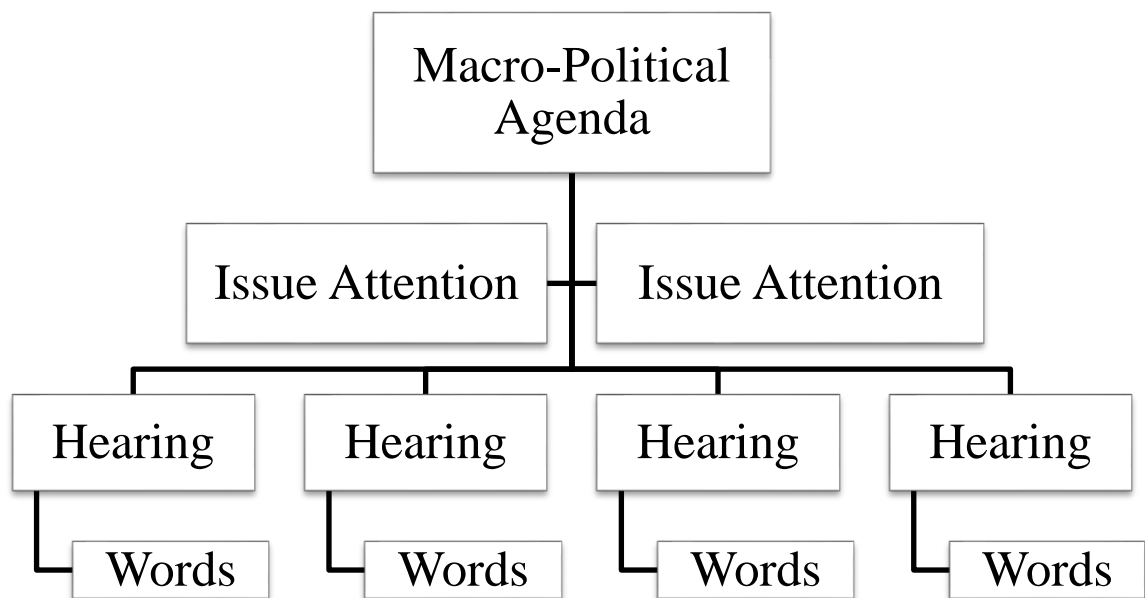 Macro-Political
Agenda
Issue Attention
Issue Attention
Hearing
Hearing
Hearing
Hearing
Words
Words
Words
Words